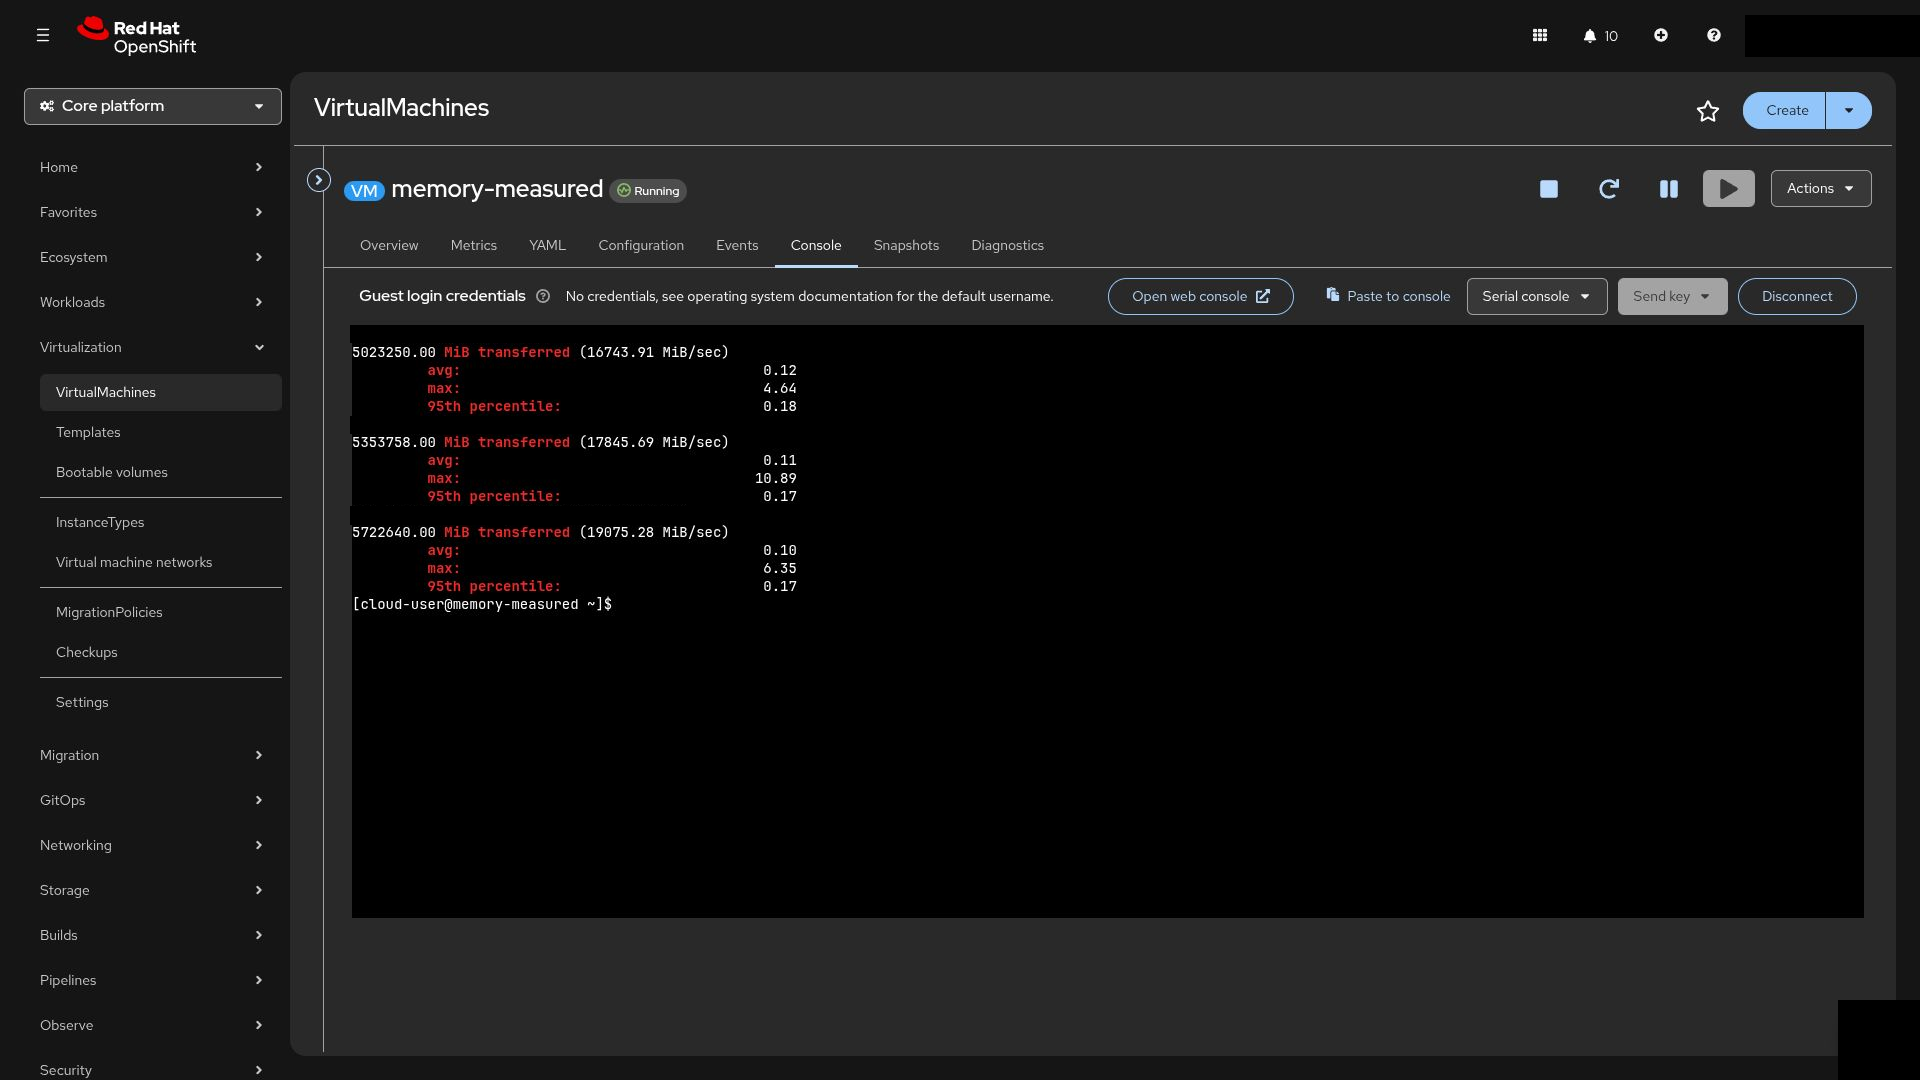 Red Hat
OpenShift
10
Core platform
Home
Favorites
Ecosystem
Workloads
Virtualization
VirtualMachines
Templates
Bootable volumes
InstanceTypes
Virtual machine networks
MigrationPolicies
Checkups
Settings
Migration
GitOps
Networking
Storage
Builds
Pipelines
Observe
Security
VirtualMachines
Create
VM memory-measured Running
Actions
Overview Metrics YAML Configuration Events Console Snapshots Diagnostics
Guest login credentials No credentials, see operating system documentation for the default username. Open web console Paste to console Serial console Send key Disconnect
5023250.00 MiB transferred (16743.91 MiB/sec)
avg: 0.12
max: 4.64
95th percentile: 0.18
5353758.00 MiB transferred (17845.69 MiB/sec)
avg: 0.11
max: 10.89
95th percentile: 0.17
5722640.00 MiB transferred (19075.28 MiB/sec)
avg: 0.10
max: 6.35
95th percentile: 0.17
[cloud-user@memory-measured ~]$